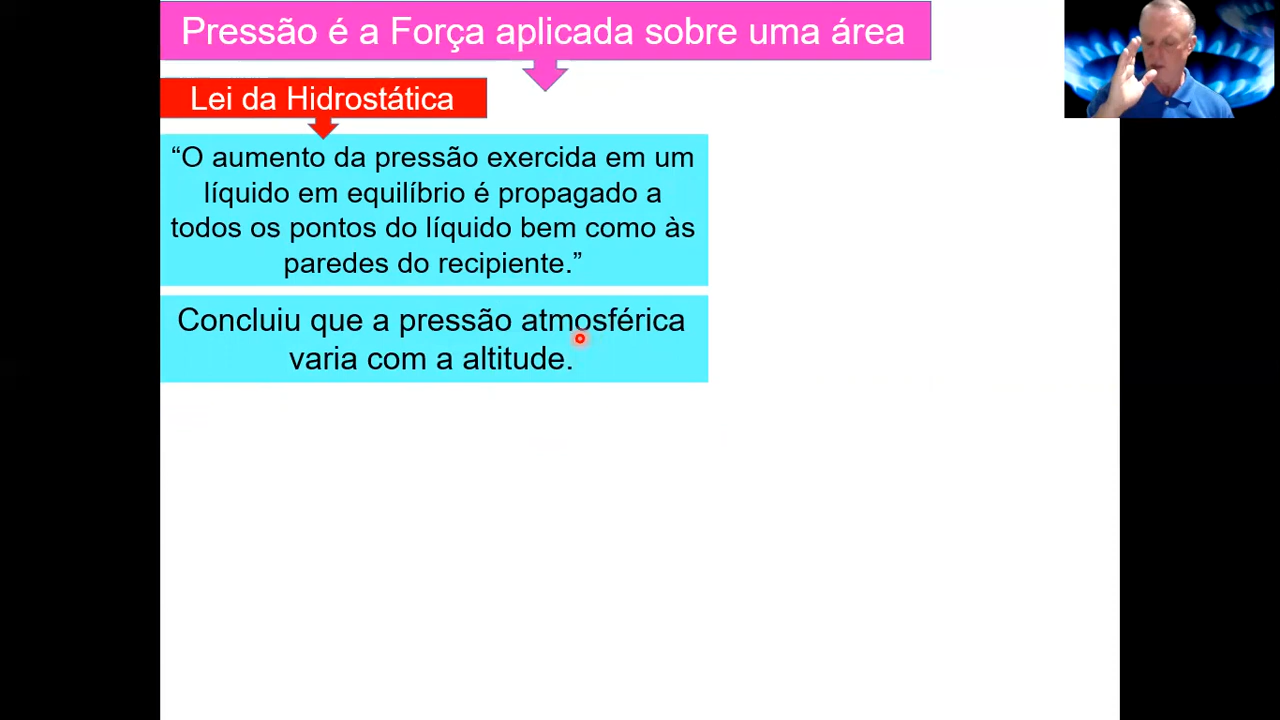 Pressão é a Força aplicada sobre uma área
Lei da Hidrostática
“O aumento da pressão exercida em um
líquido em equilíbrio é propagado a
todos os pontos do líquido bem como às
paredes do recipiente.”
Concluiu que a pressão atmosférica
varia com a altitude.